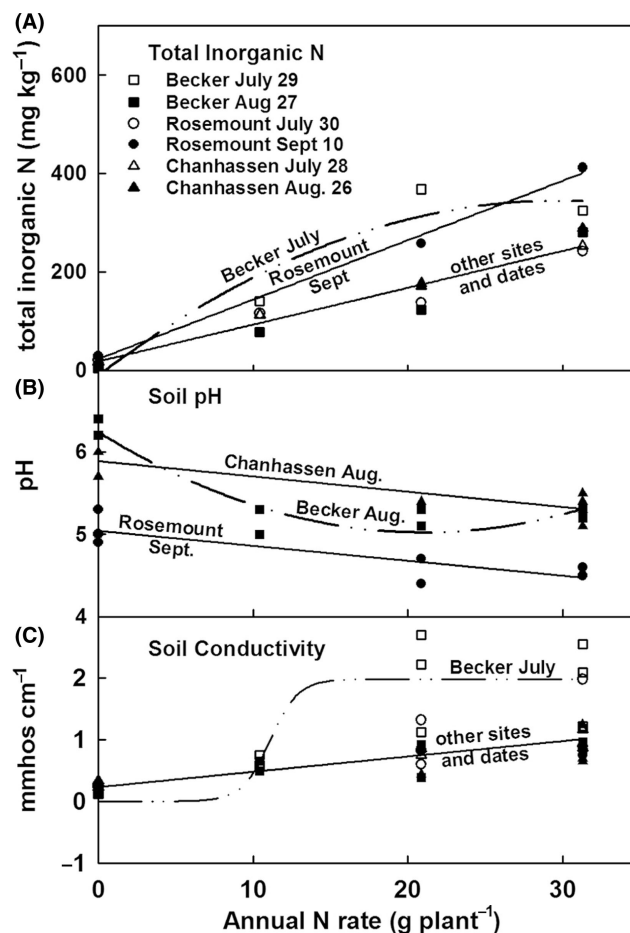 (A)
Total Inorganic N
Becker July 29
Becker Aug 27
Rosemount July 30
Rosemount Sept 10
Chanhassen July 28
Chanhassen Aug. 26
total inorganic N (mg kg⁻¹)
600
400
200
0
Becker July
Rosemount
Sept
other sites
and dates
(B)
Soil pH
pH
6
5
4
Chanhassen Aug.
Becker Aug.
Rosemount
Sept.
(C)
Soil Conductivity
mmhos cm⁻¹
2
1
0
–1
Becker July
other sites
and dates
0 10 20 30
Annual N rate (g plant⁻¹)